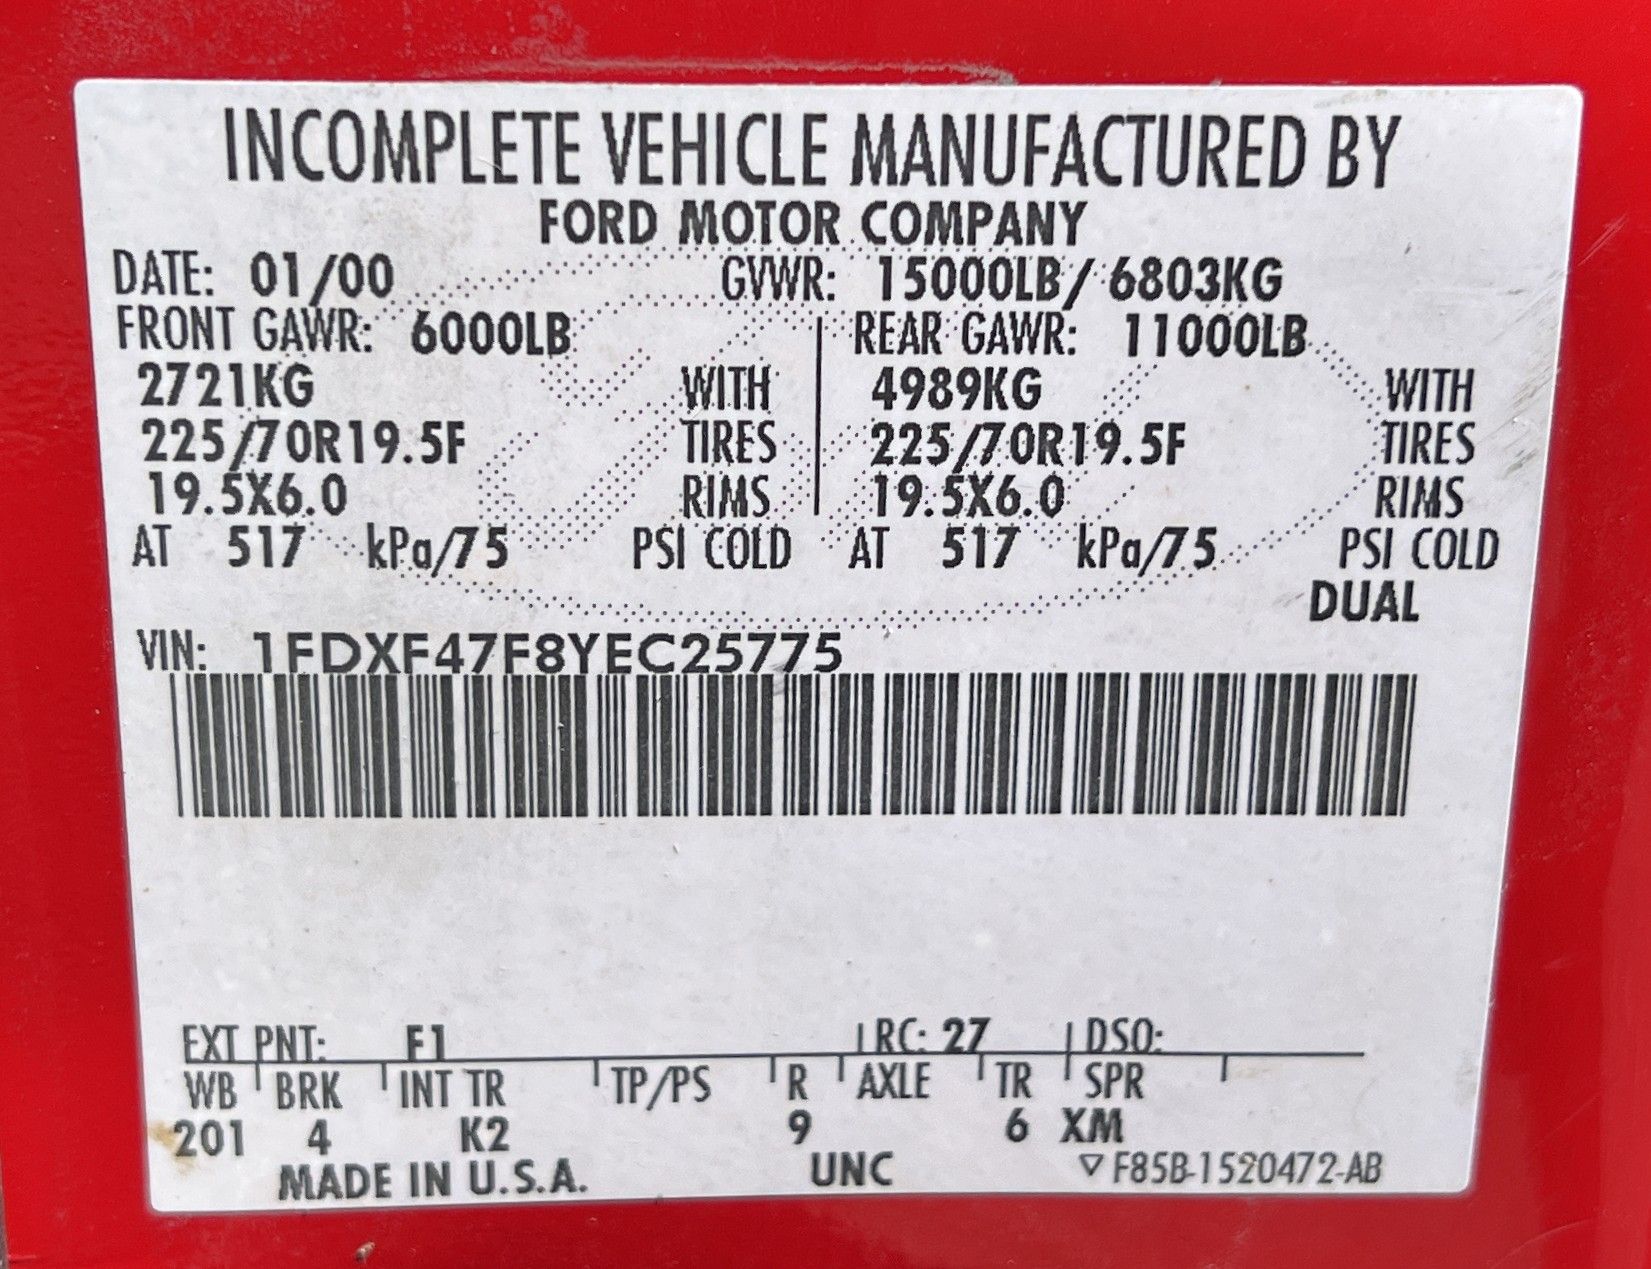 INCOMPLETE VEHICLE MANUFACTURED BY
FORD MOTOR COMPANY
DATE: 01/00 GVWR: 15000LB/ 6803KG
FRONT GAWR: 6000LB REAR GAWR: 11000LB
2721KG WITH 4989KG WITH
225/70R19.5F TIRES 225/70R19.5F TIRES
19.5X6.0 RIMS 19.5X6.0 RIMS
AT 517 kPa/75 PSI COLD AT 517 kPa/75 PSI COLD
DUAL
VIN: 1FDXF47F8YEC25775
EXT PNT: F1 RC: 27 DSO:
WB BRK INT TR TP/PS R AXLE TR SPR
201 4 K2 9 6 XM
MADE IN U.S.A. UNC ▽ F85B-1520472-AB